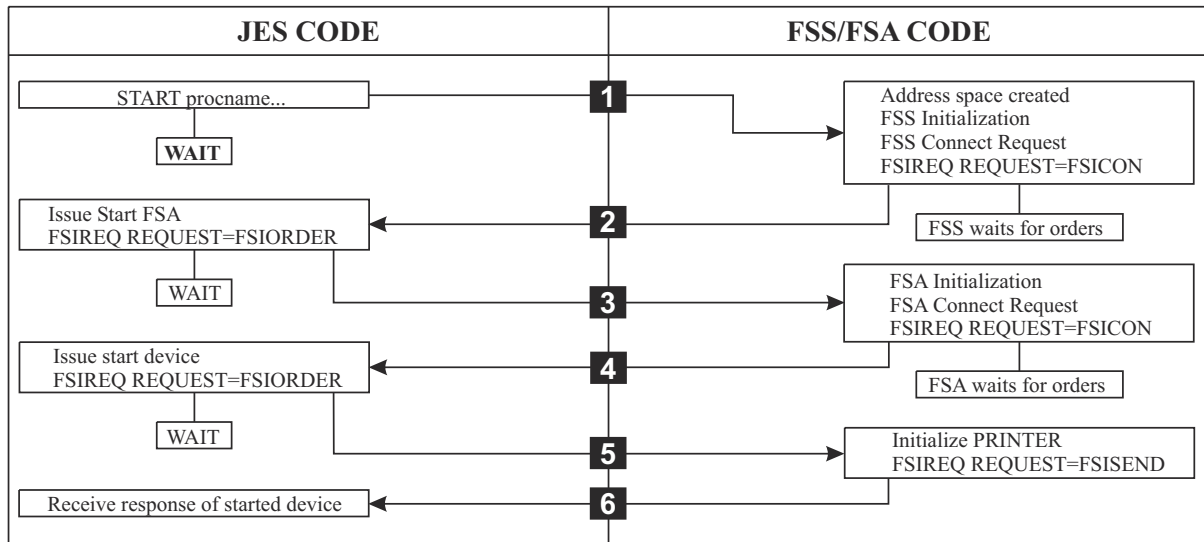 JES CODE
FSS/FSA CODE
START procname...
WAIT
1
Address space created
FSS Initialization
FSS Connect Request
FSIREQ REQUEST=FSICON
FSS waits for orders
2
Issue Start FSA
FSIREQ REQUEST=FSIORDER
WAIT
3
FSA Initialization
FSA Connect Request
FSIREQ REQUEST=FSICON
FSA waits for orders
4
Issue start device
FSIREQ REQUEST=FSIORDER
WAIT
5
Initialize PRINTER
FSIREQ REQUEST=FSISEND
6
Receive response of started device